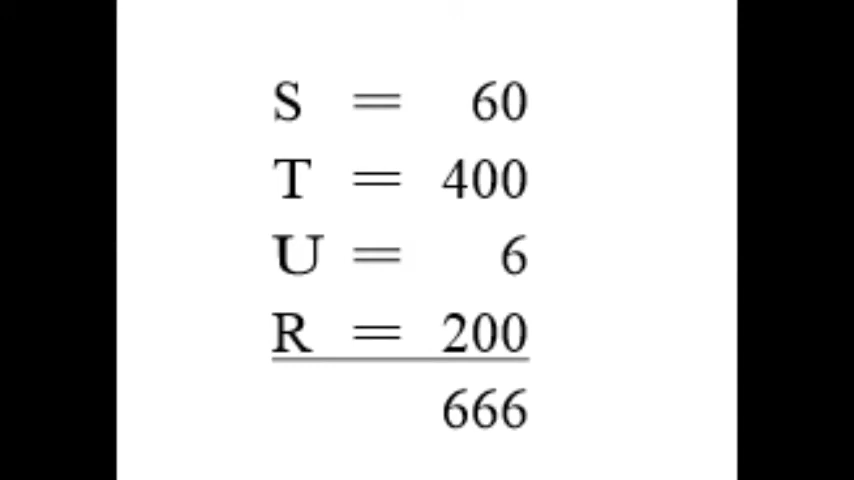 S = 60
T = 400
U = 6
R = 200
666